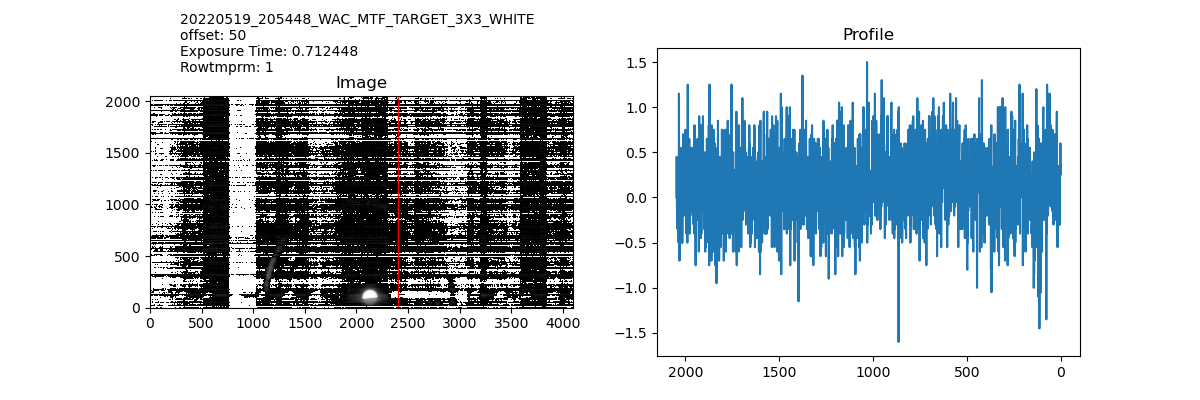 20220519_205448_WAC_MTF_TARGET_3X3_WHITE
offset: 50
Exposure Time: 0.712448
Rowtmprm: 1
Image
2000
1500
1000
500
0
0 500 1000 1500 2000 2500 3000 3500 4000
Profile
1.5
1.0
0.5
0.0
−0.5
−1.0
−1.5
2000 1500 1000 500 0